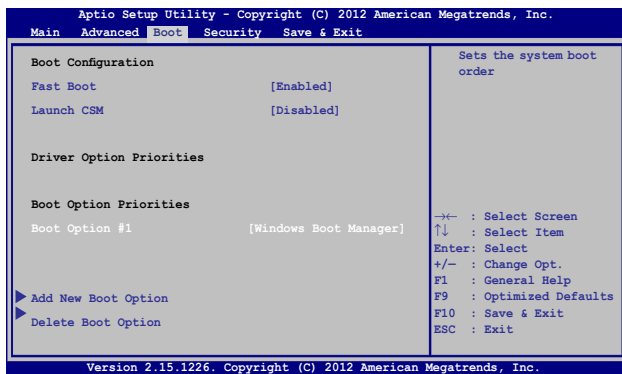 Aptio Setup Utility - Copyright (C) 2012 American Megatrends, Inc.
Main Advanced Boot Security Save & Exit
Boot Configuration
Fast Boot [Enabled]
Launch CSM [Disabled]
Driver Option Priorities
Boot Option Priorities
Boot Option #1 [Windows Boot Manager]
Add New Boot Option
Delete Boot Option
Sets the system boot
order
→← : Select Screen
↑↓ : Select Item
Enter: Select
+/— : Change Opt.
F1 : General Help
F9 : Optimized Defaults
F10 : Save & Exit
ESC : Exit
Version 2.15.1226. Copyright (C) 2012 American Megatrends, Inc.